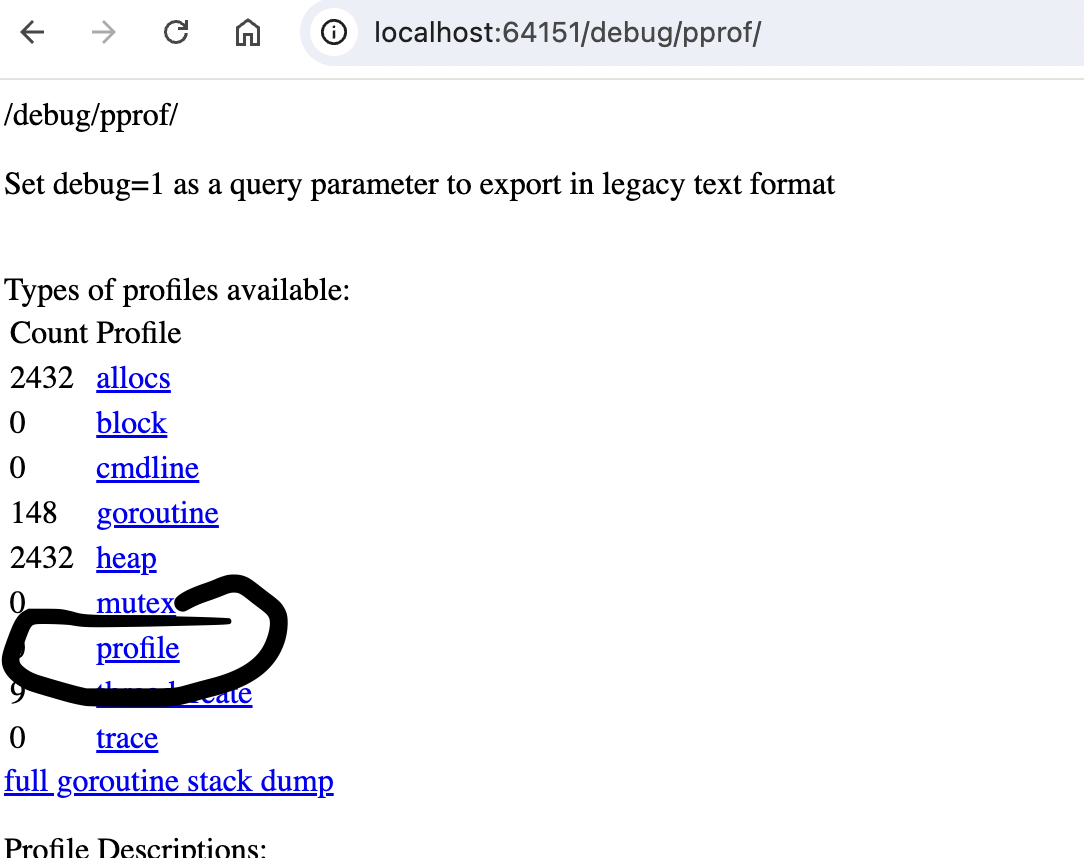 localhost:64151/debug/pprof/
/debug/pprof/
Set debug=1 as a query parameter to export in legacy text format
Types of profiles available:
Count Profile
2432 allocs
0 block
0 cmdline
148 goroutine
2432 heap
0 mutex
profile
9
0 trace
full goroutine stack dump
Profile Descriptions: